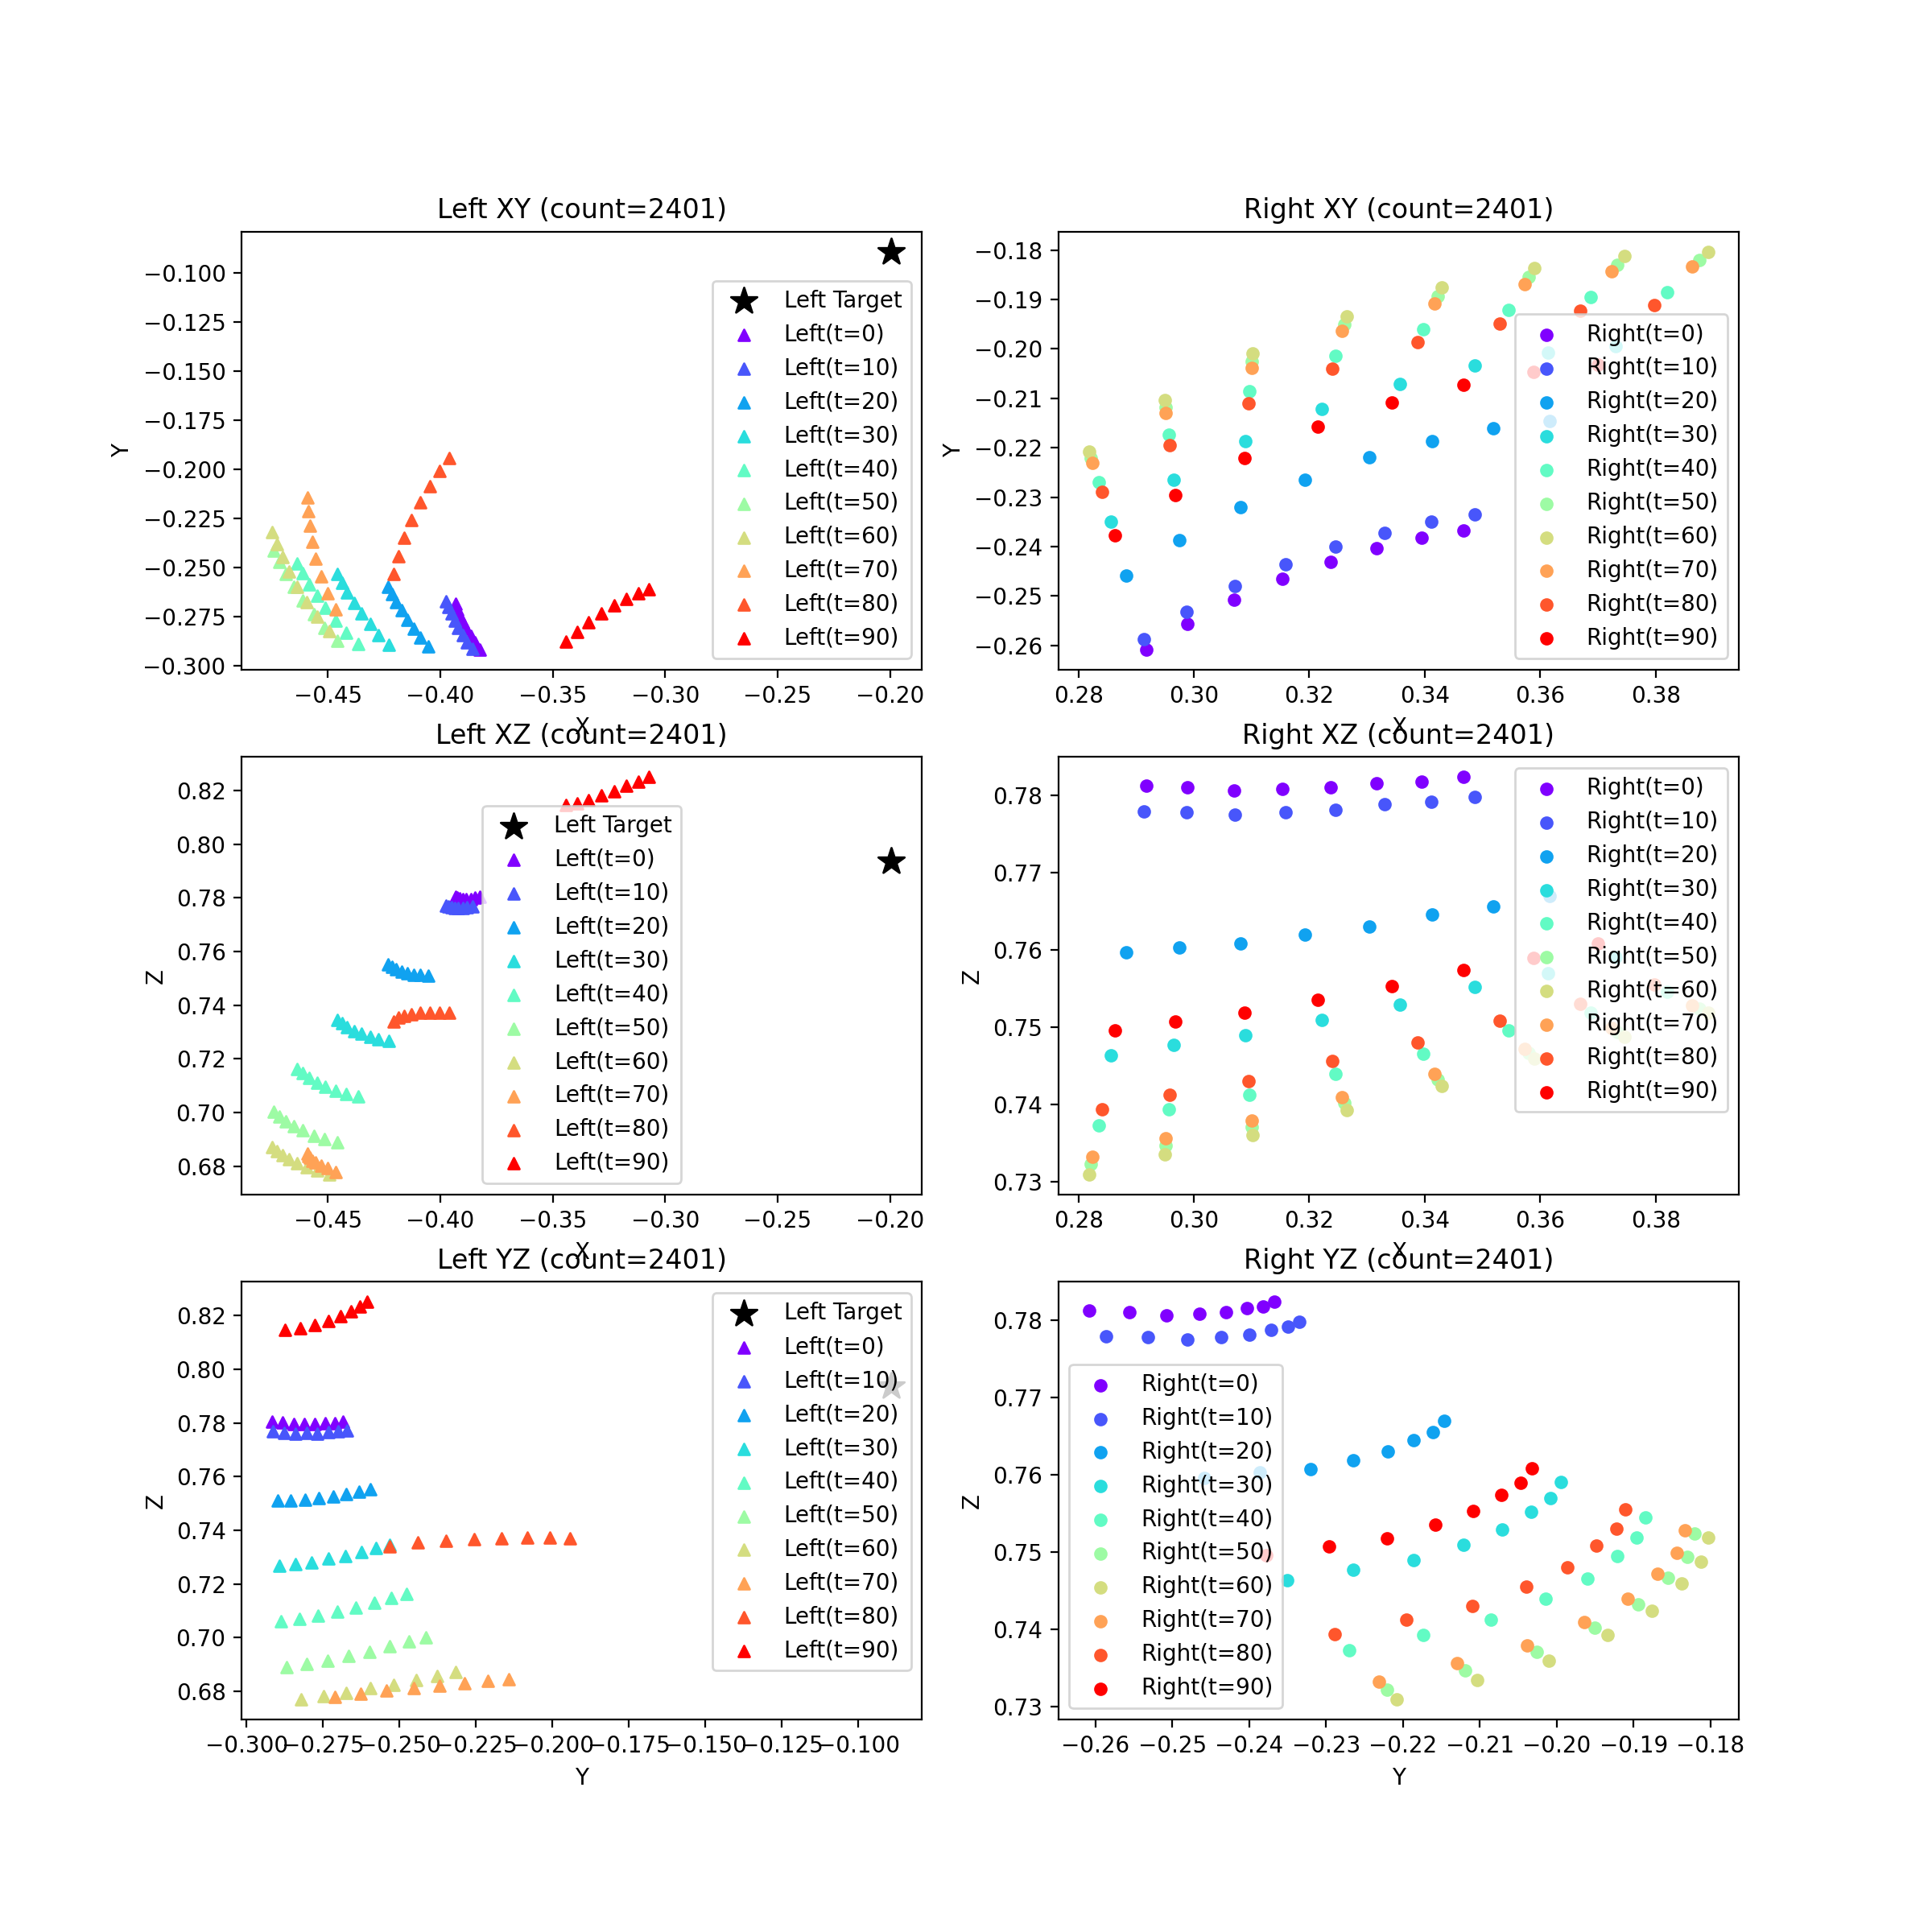 Left XY (count=2401)
−0.100
−0.125
−0.150
−0.175
−0.200
−0.225
−0.250
−0.275
−0.300
Y
−0.45 −0.40 −0.35 −0.30 −0.25 −0.20
X
Left Target
Left(t=0)
Left(t=10)
Left(t=20)
Left(t=30)
Left(t=40)
Left(t=50)
Left(t=60)
Left(t=70)
Left(t=80)
Left(t=90)
Right XY (count=2401)
−0.18
−0.19
−0.20
−0.21
−0.22
−0.23
−0.24
−0.25
−0.26
Y
0.28 0.30 0.32 0.34 0.36 0.38
X
Right(t=0)
Right(t=10)
Right(t=20)
Right(t=30)
Right(t=40)
Right(t=50)
Right(t=60)
Right(t=70)
Right(t=80)
Right(t=90)
Left XZ (count=2401)
0.82
0.80
0.78
0.76
0.74
0.72
0.70
0.68
Z
−0.45 −0.40 −0.35 −0.30 −0.25 −0.20
X
Left Target
Left(t=0)
Left(t=10)
Left(t=20)
Left(t=30)
Left(t=40)
Left(t=50)
Left(t=60)
Left(t=70)
Left(t=80)
Left(t=90)
Right XZ (count=2401)
0.78
0.77
0.76
0.75
0.74
0.73
Z
0.28 0.30 0.32 0.34 0.36 0.38
X
Right(t=0)
Right(t=10)
Right(t=20)
Right(t=30)
Right(t=40)
Right(t=50)
Right(t=60)
Right(t=70)
Right(t=80)
Right(t=90)
Left YZ (count=2401)
0.82
0.80
0.78
0.76
0.74
0.72
0.70
0.68
Z
−0.300 −0.275 −0.250 −0.225 −0.200 −0.175 −0.150 −0.125 −0.100
Y
Left Target
Left(t=0)
Left(t=10)
Left(t=20)
Left(t=30)
Left(t=40)
Left(t=50)
Left(t=60)
Left(t=70)
Left(t=80)
Left(t=90)
Right YZ (count=2401)
0.78
0.77
0.76
0.75
0.74
0.73
Z
−0.26 −0.25 −0.24 −0.23 −0.22 −0.21 −0.20 −0.19 −0.18
Y
Right(t=0)
Right(t=10)
Right(t=20)
Right(t=30)
Right(t=40)
Right(t=50)
Right(t=60)
Right(t=70)
Right(t=80)
Right(t=90)